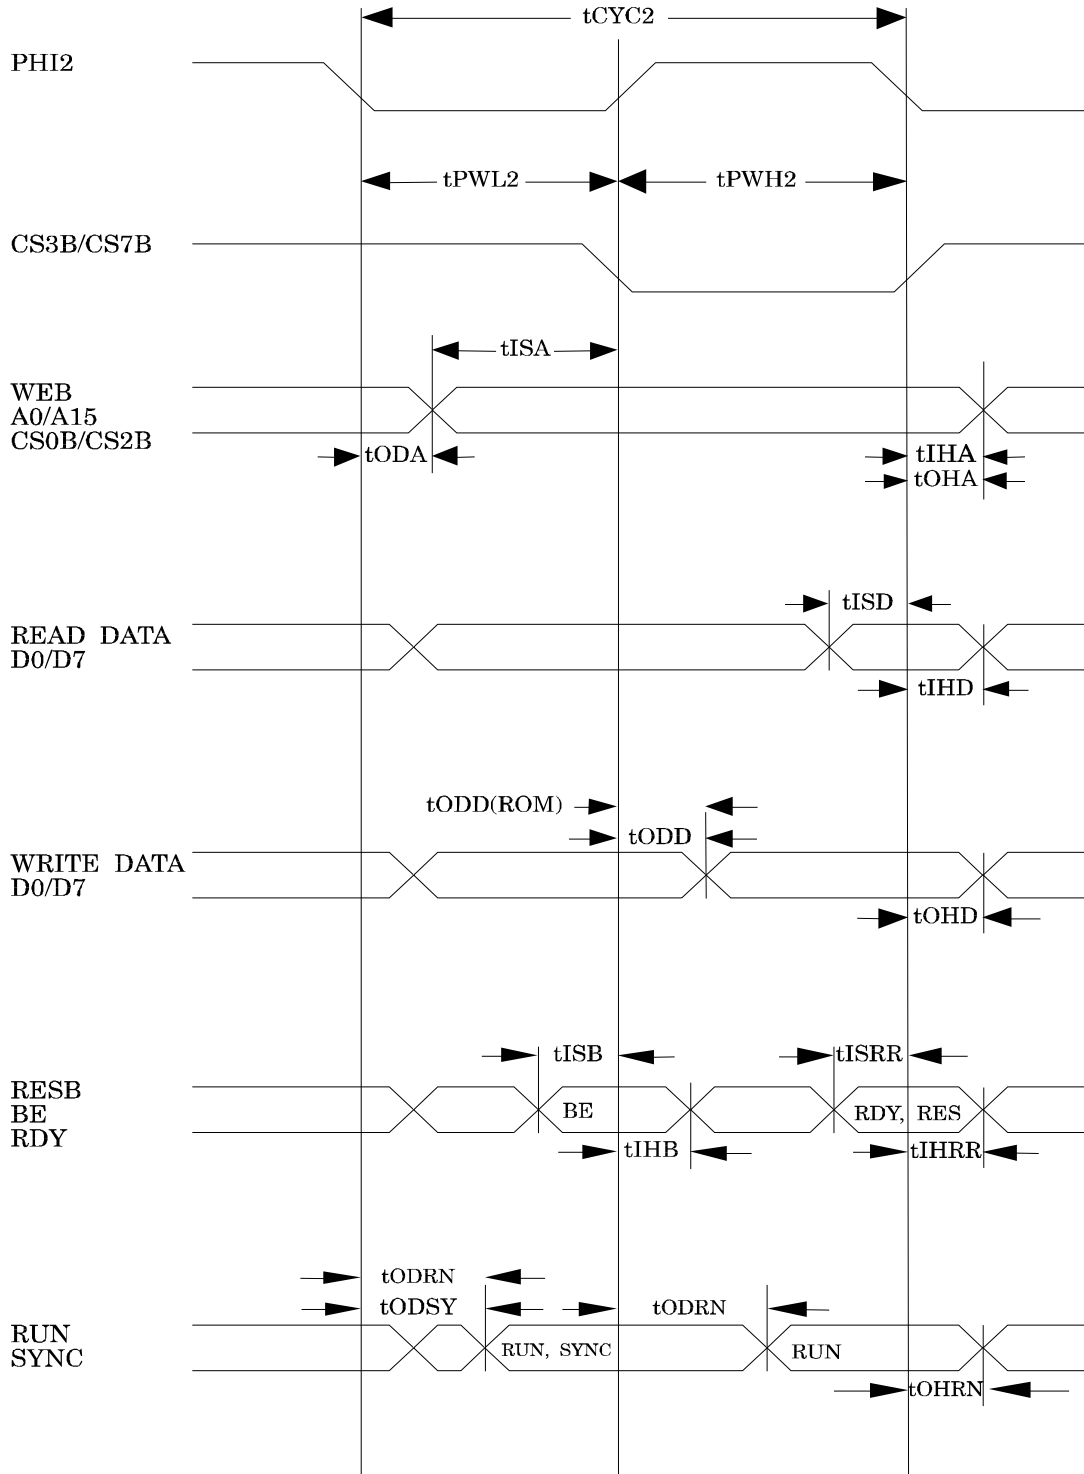 tCYC2
PHI2
tPWL2 tPWH2
CS3B/CS7B
tISA
WEB
A0/A15
CS0B/CS2B
tODA tIHA
tOHA
tISD
READ DATA
D0/D7
tIHD
tODD(ROM)
tODD
WRITE DATA
D0/D7
tOHD
tISB tISRR
RESB
BE
RDY
BE RDY, RES
tIHB tIHRR
tODRN
tODSY tODRN
RUN
SYNC
RUN, SYNC RUN
tOHRN